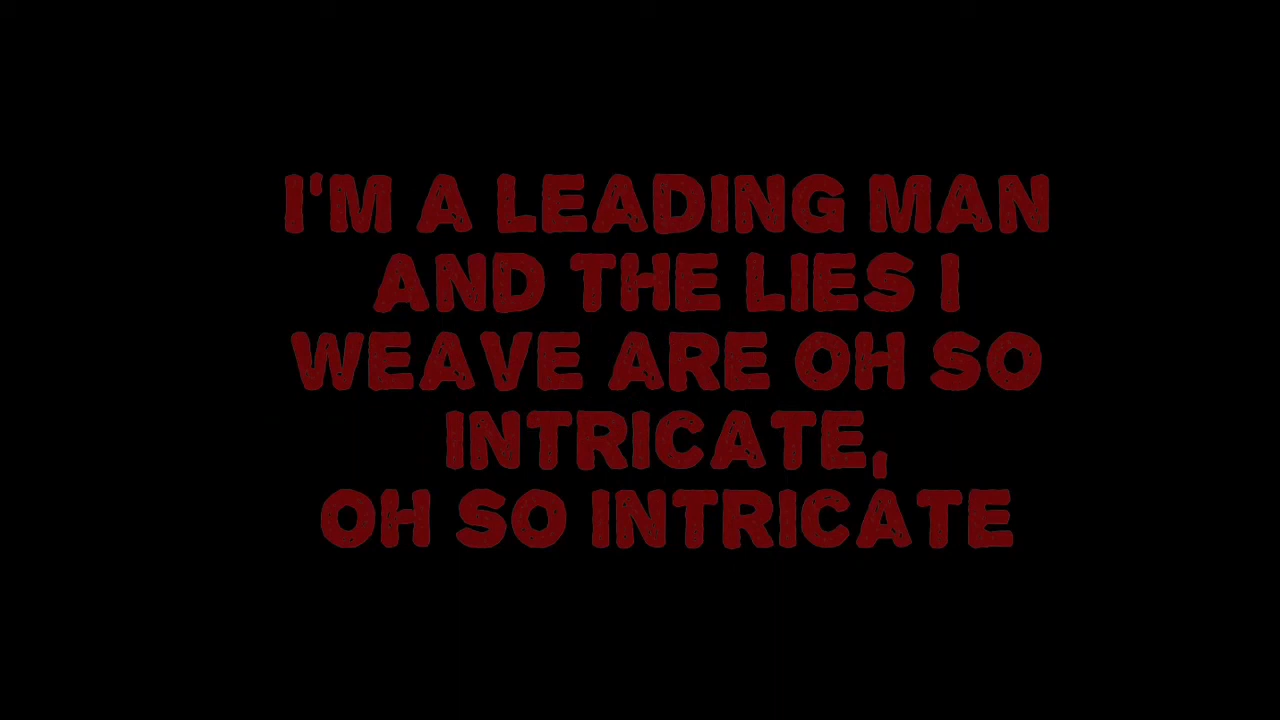 I'M A LEADING MAN
AND THE LIES I
WEAVE ARE OH SO
INTRICATE,
OH SO INTRICATE